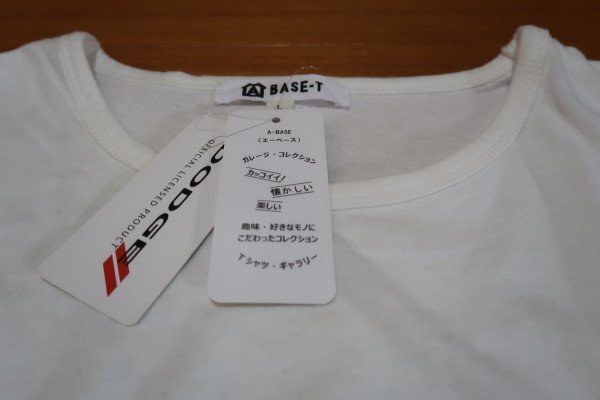 BASE-T
L
A-BASE
(エーベース)
ガレージ・コレクション
カッコイイ!
懐かしい
楽しい
趣味・好きなモノに
こだわったコレクション
Tシャツ・ギャラリー
DODGE
OFFICIAL LICENSED PRODUCT